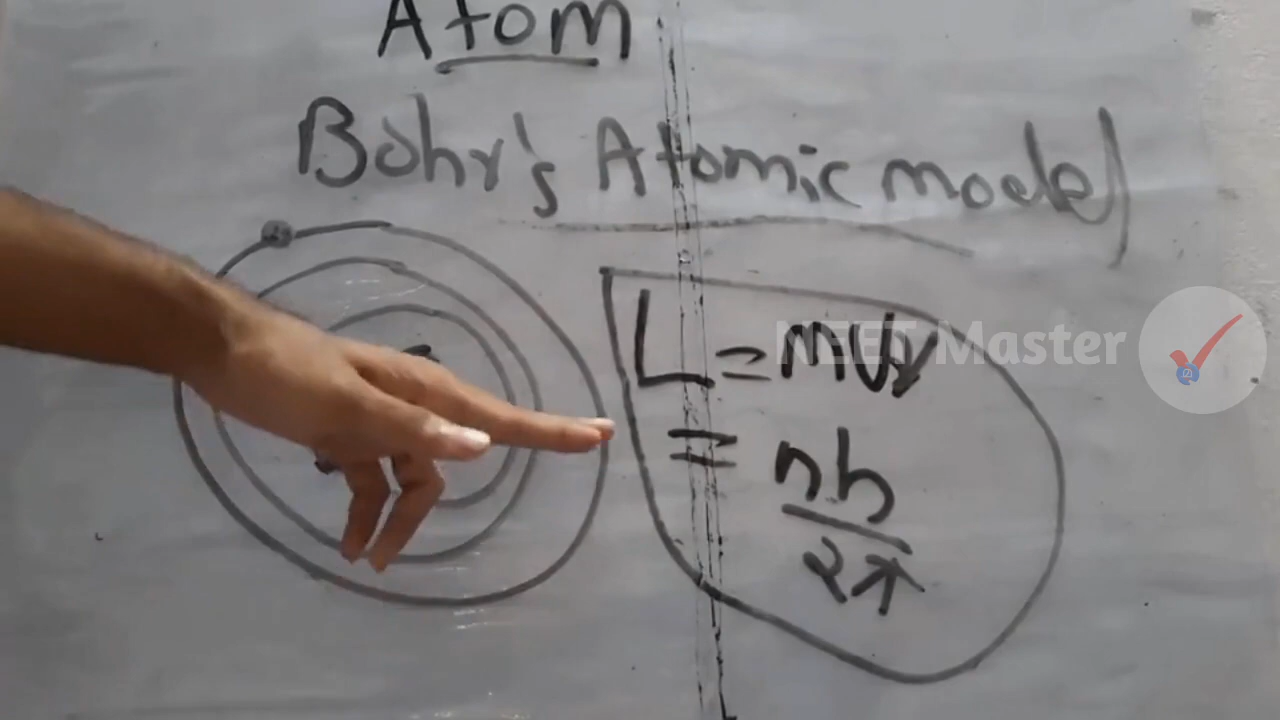 Atom
Bohr's Atomic model
L = mvr
= nh
2π
NEET Master